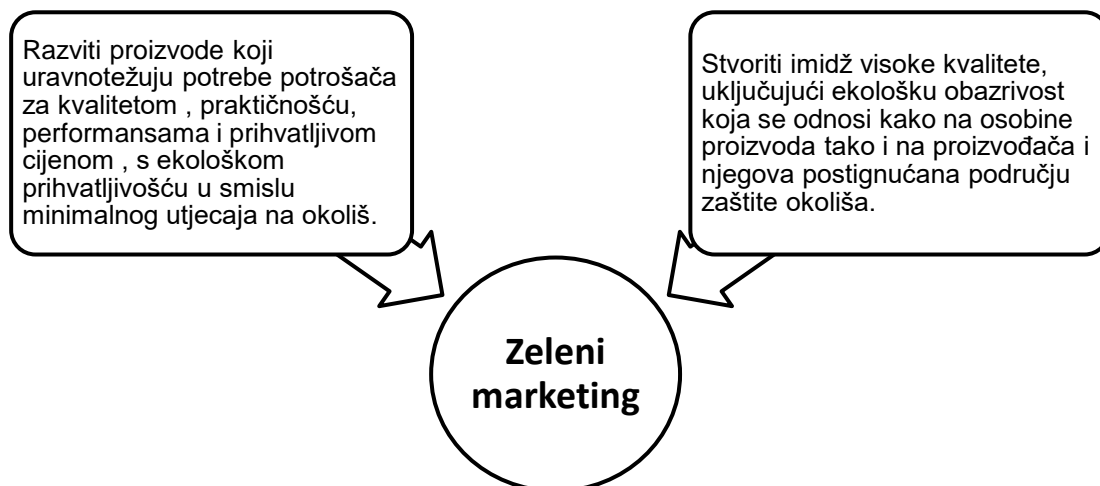 Razviti proizvode koji
uravnotežuju potrebe potrošača
za kvalitetom , praktičnošću,
performansama i prihvatljivom
cijenom , s ekološkom
prihvatljivošću u smislu
minimalnog utjecaja na okoliš.
Stvoriti imidž visoke kvalitete,
uključujući ekološku obazrivost
koja se odnosi kako na osobine
proizvoda tako i na proizvođača i
njegova postignućana području
zaštite okoliša.
Zeleni
marketing